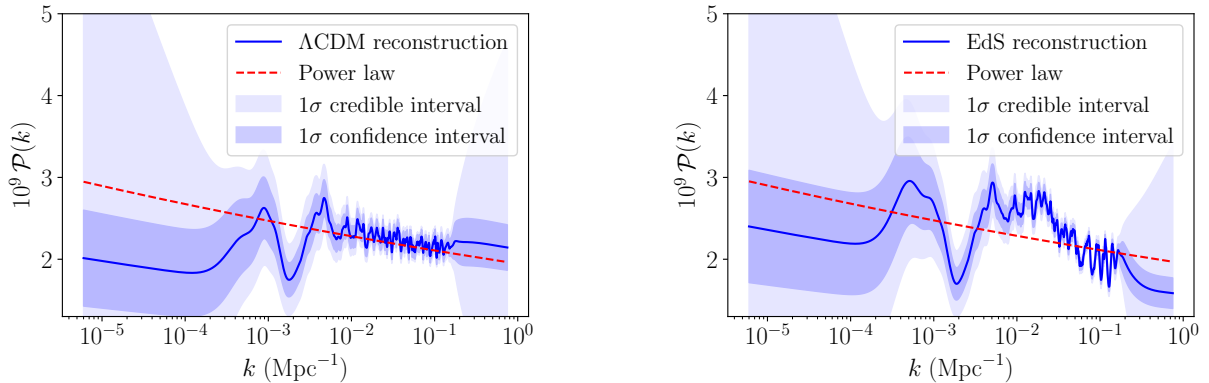 5
4
3
2
10^9 𝒫(k)
ΛCDM reconstruction
Power law
1σ credible interval
1σ confidence interval
10^−5 10^−4 10^−3 10^−2 10^−1 10^0
k (Mpc^−1)
5
4
3
2
10^9 𝒫(k)
EdS reconstruction
Power law
1σ credible interval
1σ confidence interval
10^−5 10^−4 10^−3 10^−2 10^−1 10^0
k (Mpc^−1)